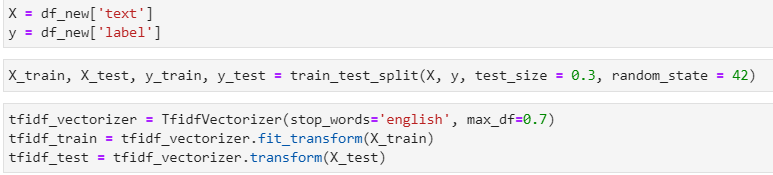 X = df_new['text']
y = df_new['label']
X_train, X_test, y_train, y_test = train_test_split(X, y, test_size = 0.3, random_state = 42)
tfidf_vectorizer = TfidfVectorizer(stop_words='english', max_df=0.7)
tfidf_train = tfidf_vectorizer.fit_transform(X_train)
tfidf_test = tfidf_vectorizer.transform(X_test)